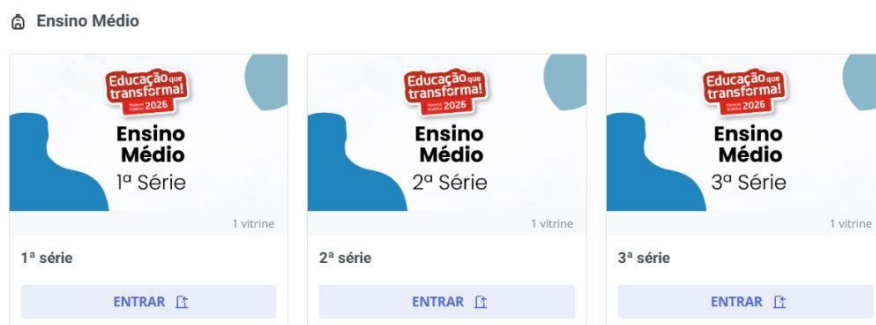 Ensino Médio
Educação que
transforma!
2026
Ensino
Médio
1ª Série
1 vitrine
1ª série
ENTRAR
Educação que
transforma!
2026
Ensino
Médio
2ª Série
1 vitrine
2ª série
ENTRAR
Educação que
transforma!
2026
Ensino
Médio
3ª Série
1 vitrine
3ª série
ENTRAR